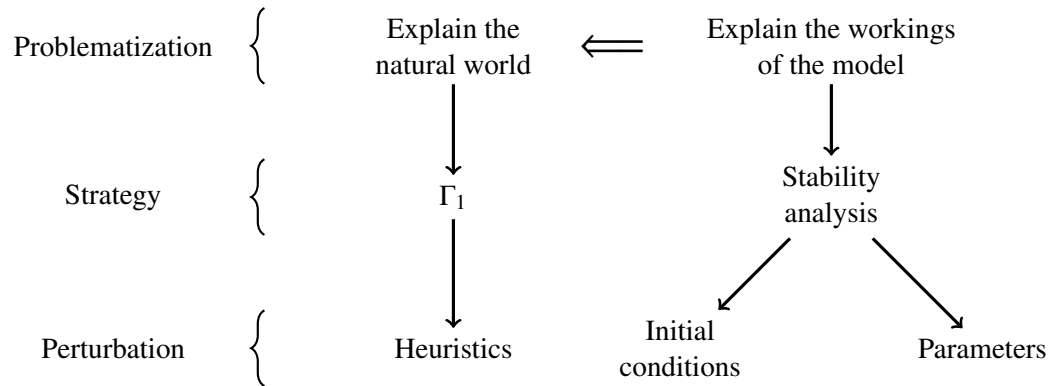 Problematization
Explain the
natural world
Explain the workings
of the model
Strategy
Γ₁
Stability
analysis
Perturbation
Heuristics
Initial
conditions
Parameters